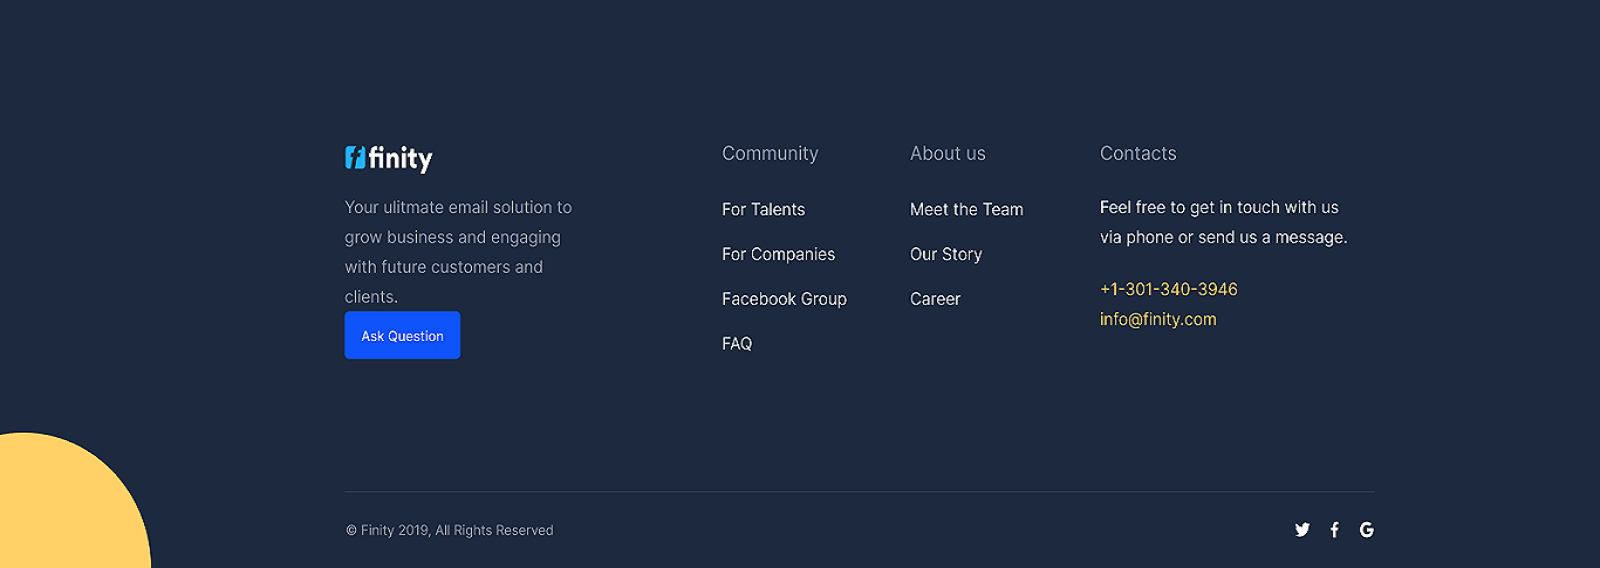 finity
Your ulitmate email solution to
grow business and engaging
with future customers and
clients.
Ask Question
Community
For Talents
For Companies
Facebook Group
FAQ
About us
Meet the Team
Our Story
Career
Contacts
Feel free to get in touch with us
via phone or send us a message.
+1-301-340-3946
info@finity.com
© Finity 2019, All Rights Reserved